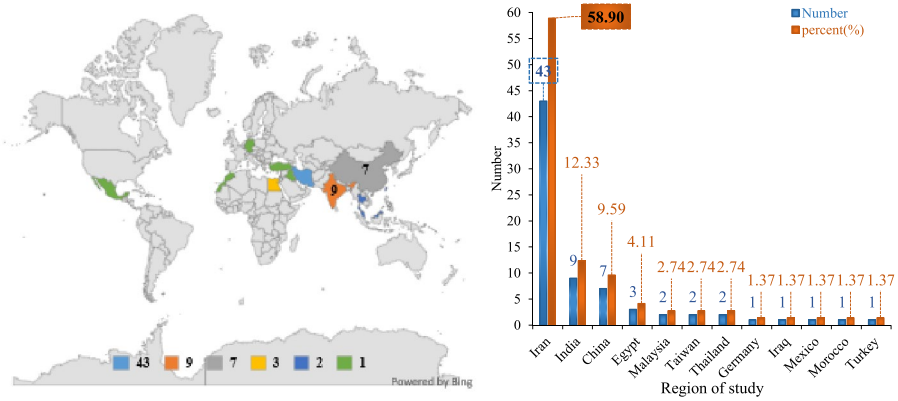 7
9
43 9 7 3 2 1
Powered by Bing
Number
percent(%)
58.90
43
12.33
9
9.59
7
4.11
3
2.74 2.74 2.74
2 2 2
1.37 1.37 1.37 1.37 1.37
1 1 1 1 1
60
55
50
45
40
35
30
25
20
15
10
5
0
Number
Iran India China Egypt Malaysia Taiwan Thailand Germany Iraq Mexico Morocco Turkey
Region of study